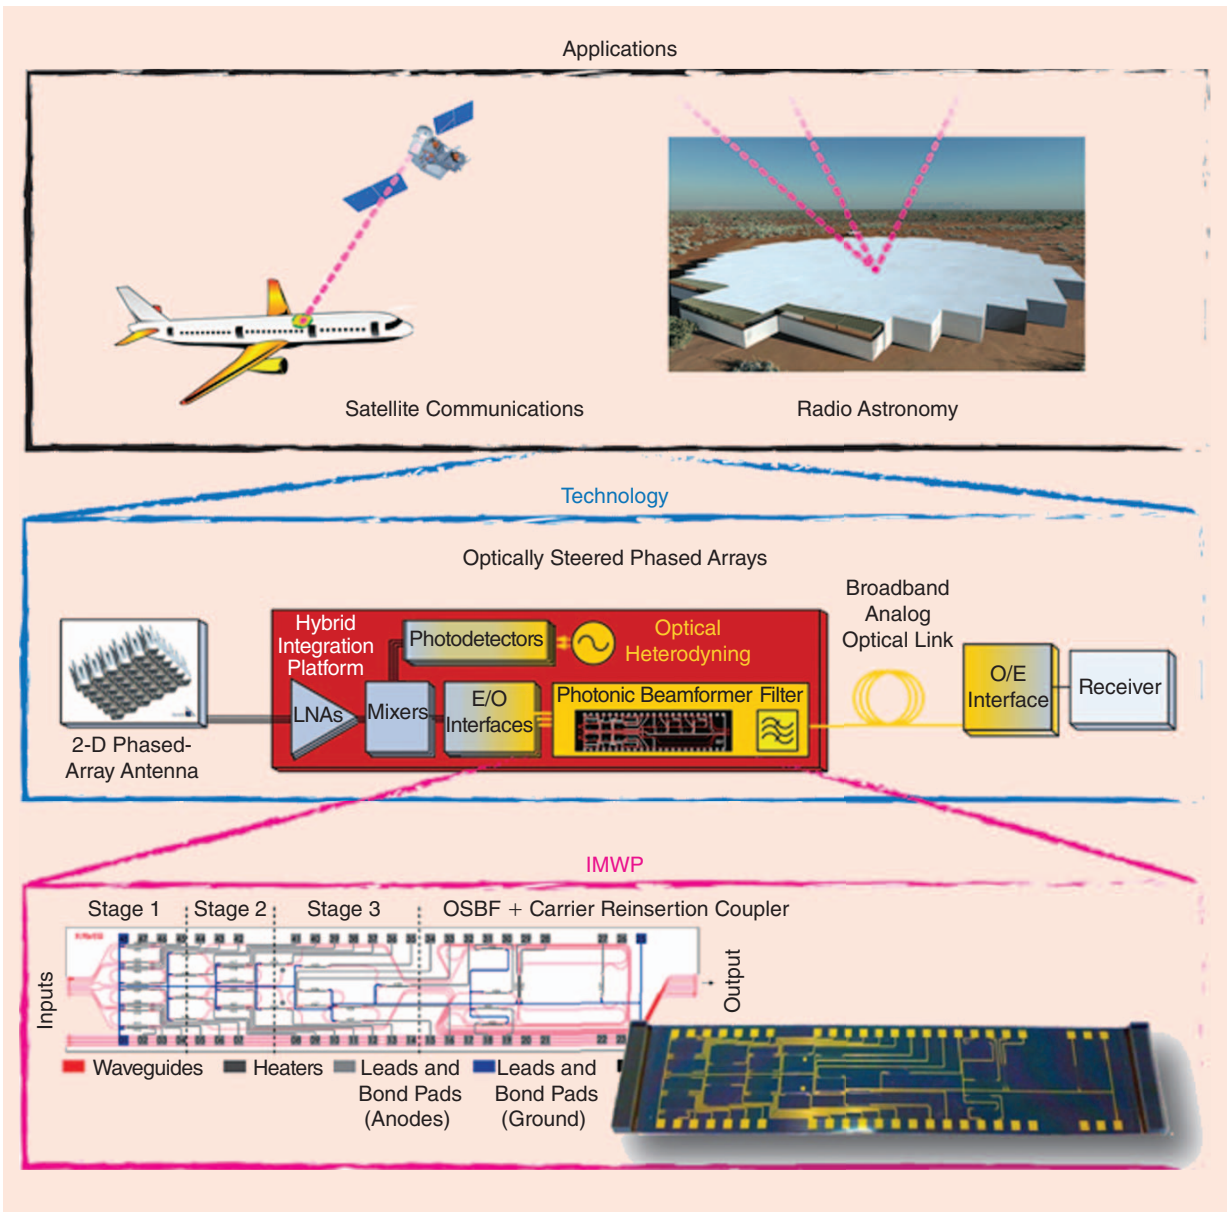 Applications
Satellite Communications
Radio Astronomy
Technology
Optically Steered Phased Arrays
Broadband
Analog
Optical Link
Hybrid
Integration
Platform
Photodetectors
Optical
Heterodyning
LNAs
Mixers
E/O
Interfaces
Photonic Beamformer Filter
O/E
Interface
Receiver
2-D Phased-
Array Antenna
IMWP
Stage 1
Stage 2
Stage 3
OSBF + Carrier Reinsertion Coupler
Inputs
Output
Waveguides
Heaters
Leads and
Bond Pads
(Anodes)
Leads and
Bond Pads
(Ground)